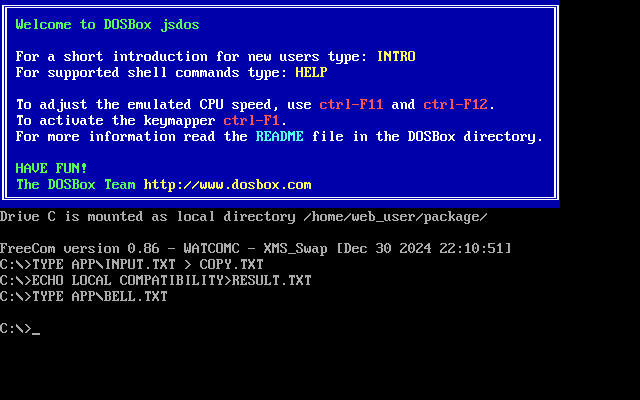 Welcome to DOSBox jsdos
For a short introduction for new users type: INTRO
For supported shell commands type: HELP
To adjust the emulated CPU speed, use ctrl-F11 and ctrl-F12.
To activate the keymapper ctrl-F1.
For more information read the README file in the DOSBox directory.
HAVE FUN!
The DOSBox Team http://www.dosbox.com
Drive C is mounted as local directory /home/web_user/package/
FreeCom version 0.86 - WATCOMC - XMS_Swap [Dec 30 2024 22:10:51]
C:\>TYPE APP\INPUT.TXT > COPY.TXT
C:\>ECHO LOCAL COMPATIBILITY>RESULT.TXT
C:\>TYPE APP\BELL.TXT
C:\>_